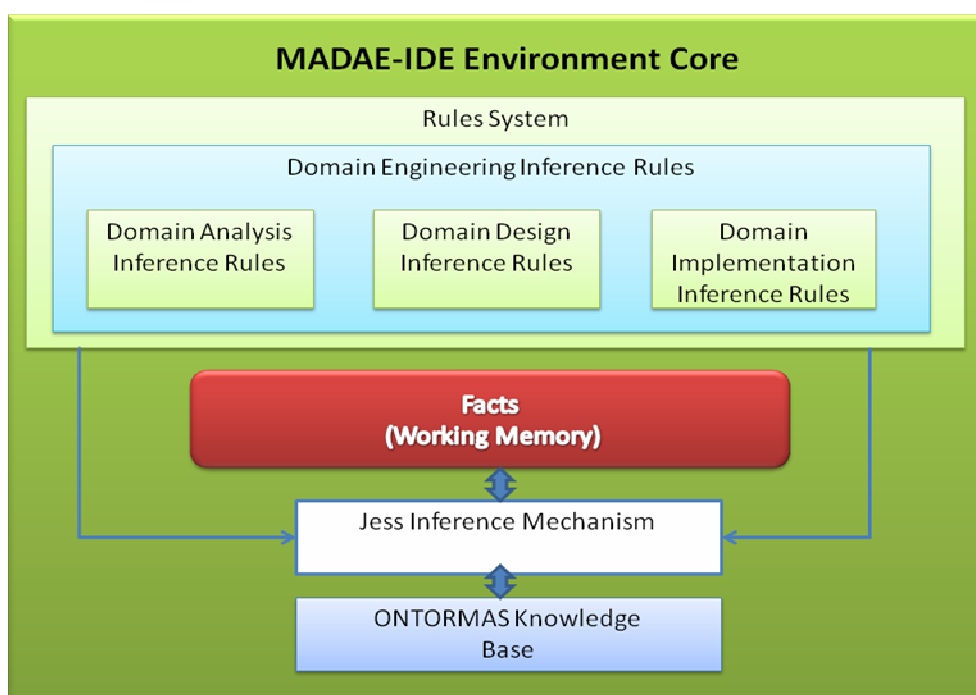 MADAE-IDE Environment Core
Rules System
Domain Engineering Inference Rules
Domain Analysis
Inference Rules
Domain Design
Inference Rules
Domain
Implementation
Inference Rules
Facts
(Working Memory)
Jess Inference Mechanism
ONTORMAS Knowledge
Base